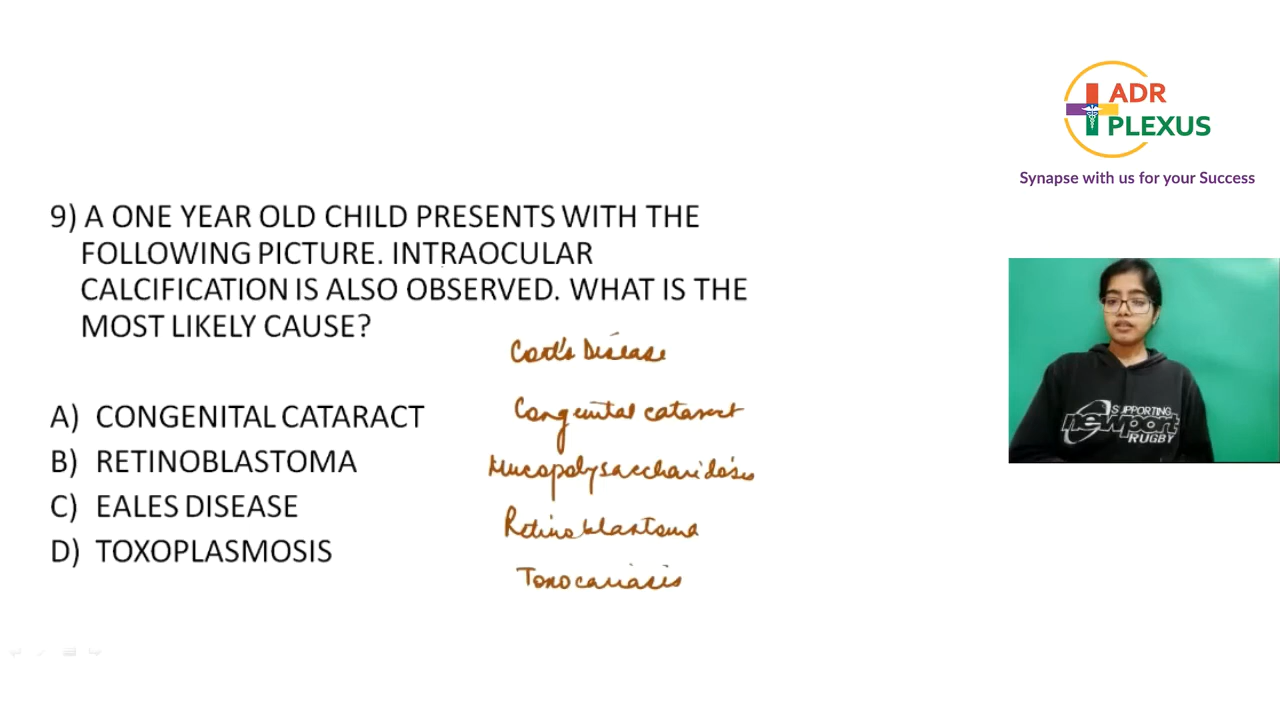 ADR
PLEXUS
Synapse with us for your Success
9) A ONE YEAR OLD CHILD PRESENTS WITH THE
FOLLOWING PICTURE. INTRAOCULAR
CALCIFICATION IS ALSO OBSERVED. WHAT IS THE
MOST LIKELY CAUSE?
Coat's Disease
A) CONGENITAL CATARACT
Congenital cataract
B) RETINOBLASTOMA
Mucopolysaccharidosis
C) EALES DISEASE
Retinoblastoma
D) TOXOPLASMOSIS
Toxocariasis
SUPPORTING
newport
RUGBY